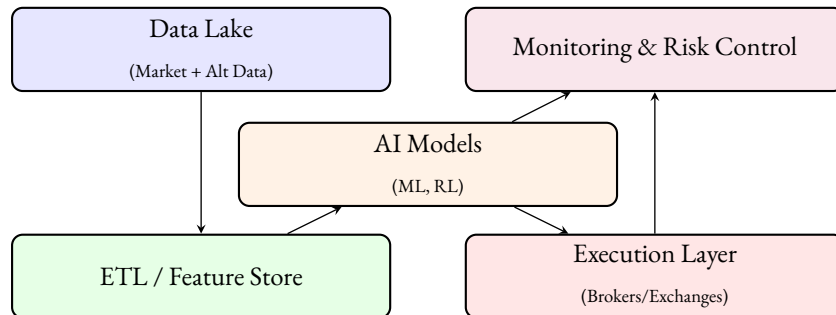 Data Lake
(Market + Alt Data)
Monitoring & Risk Control
AI Models
(ML, RL)
ETL / Feature Store
Execution Layer
(Brokers/Exchanges)